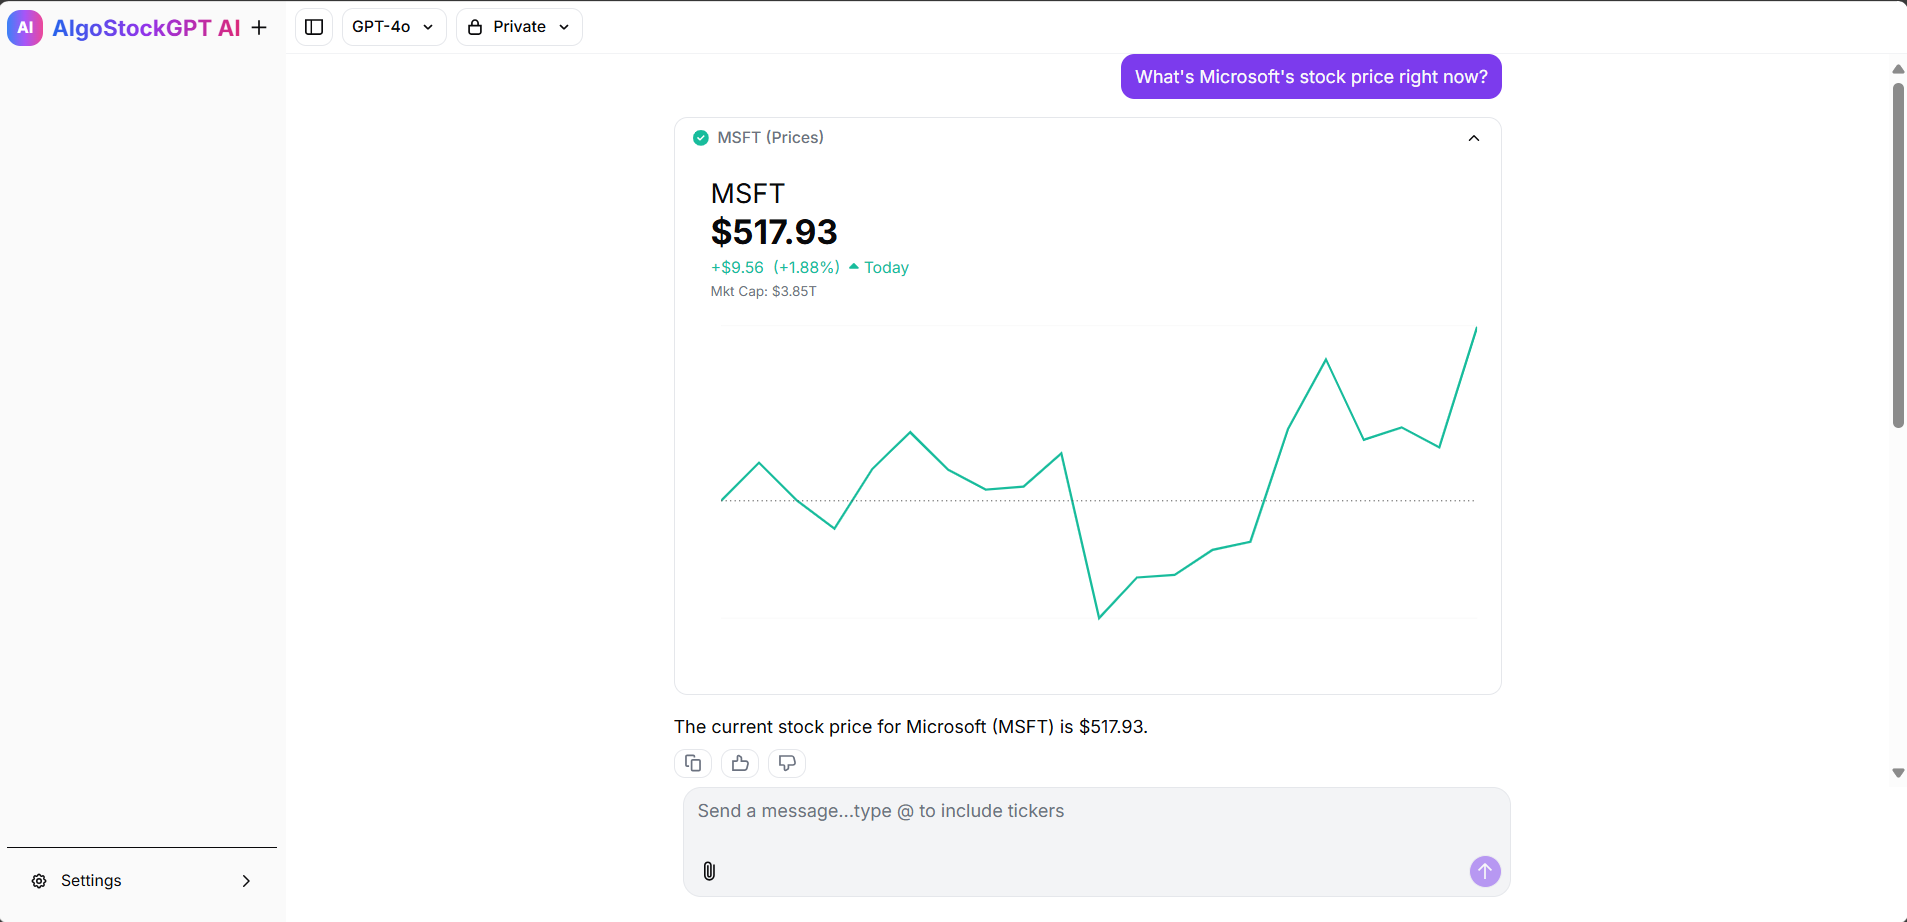 AI AlgoStockGPT AI
GPT-4o
Private
What's Microsoft's stock price right now?
MSFT (Prices)
MSFT
$517.93
+$9.56 (+1.88%) Today
Mkt Cap: $3.85T
The current stock price for Microsoft (MSFT) is $517.93.
Send a message...type @ to include tickers
Settings